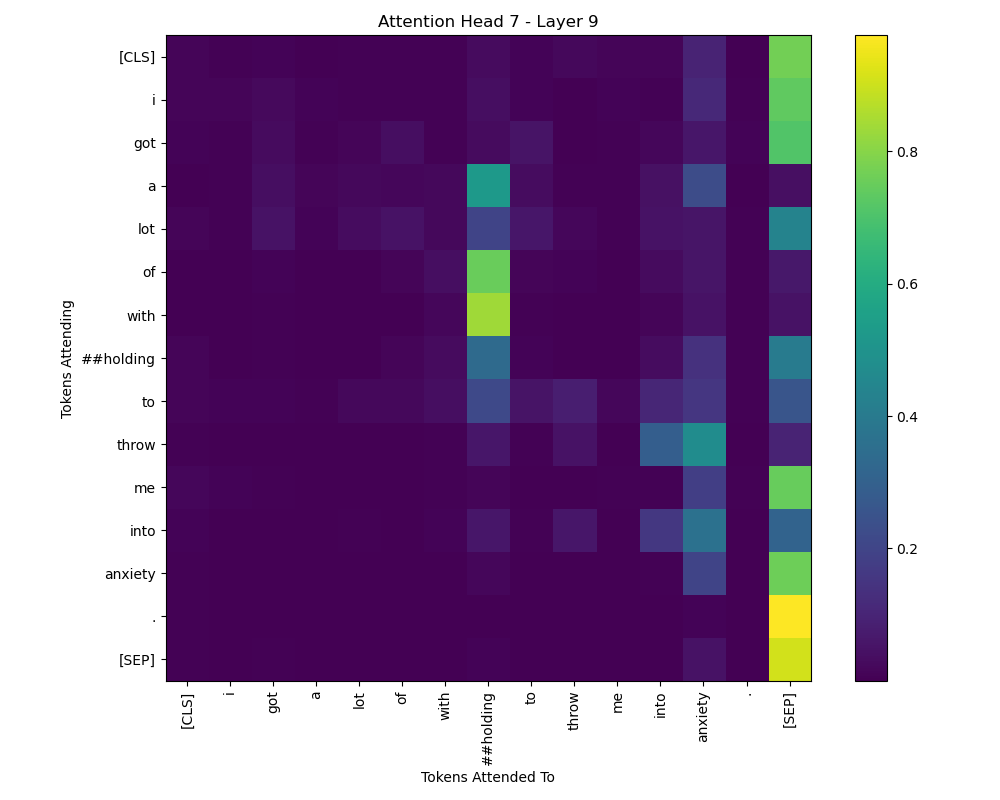 Attention Head 7 - Layer 9
[CLS]
i
got
a
lot
of
with
##holding
to
throw
me
into
anxiety
.
[SEP]
Tokens Attending
[CLS]
i
got
a
lot
of
with
##holding
to
throw
me
into
anxiety
.
[SEP]
Tokens Attended To
0.8
0.6
0.4
0.2